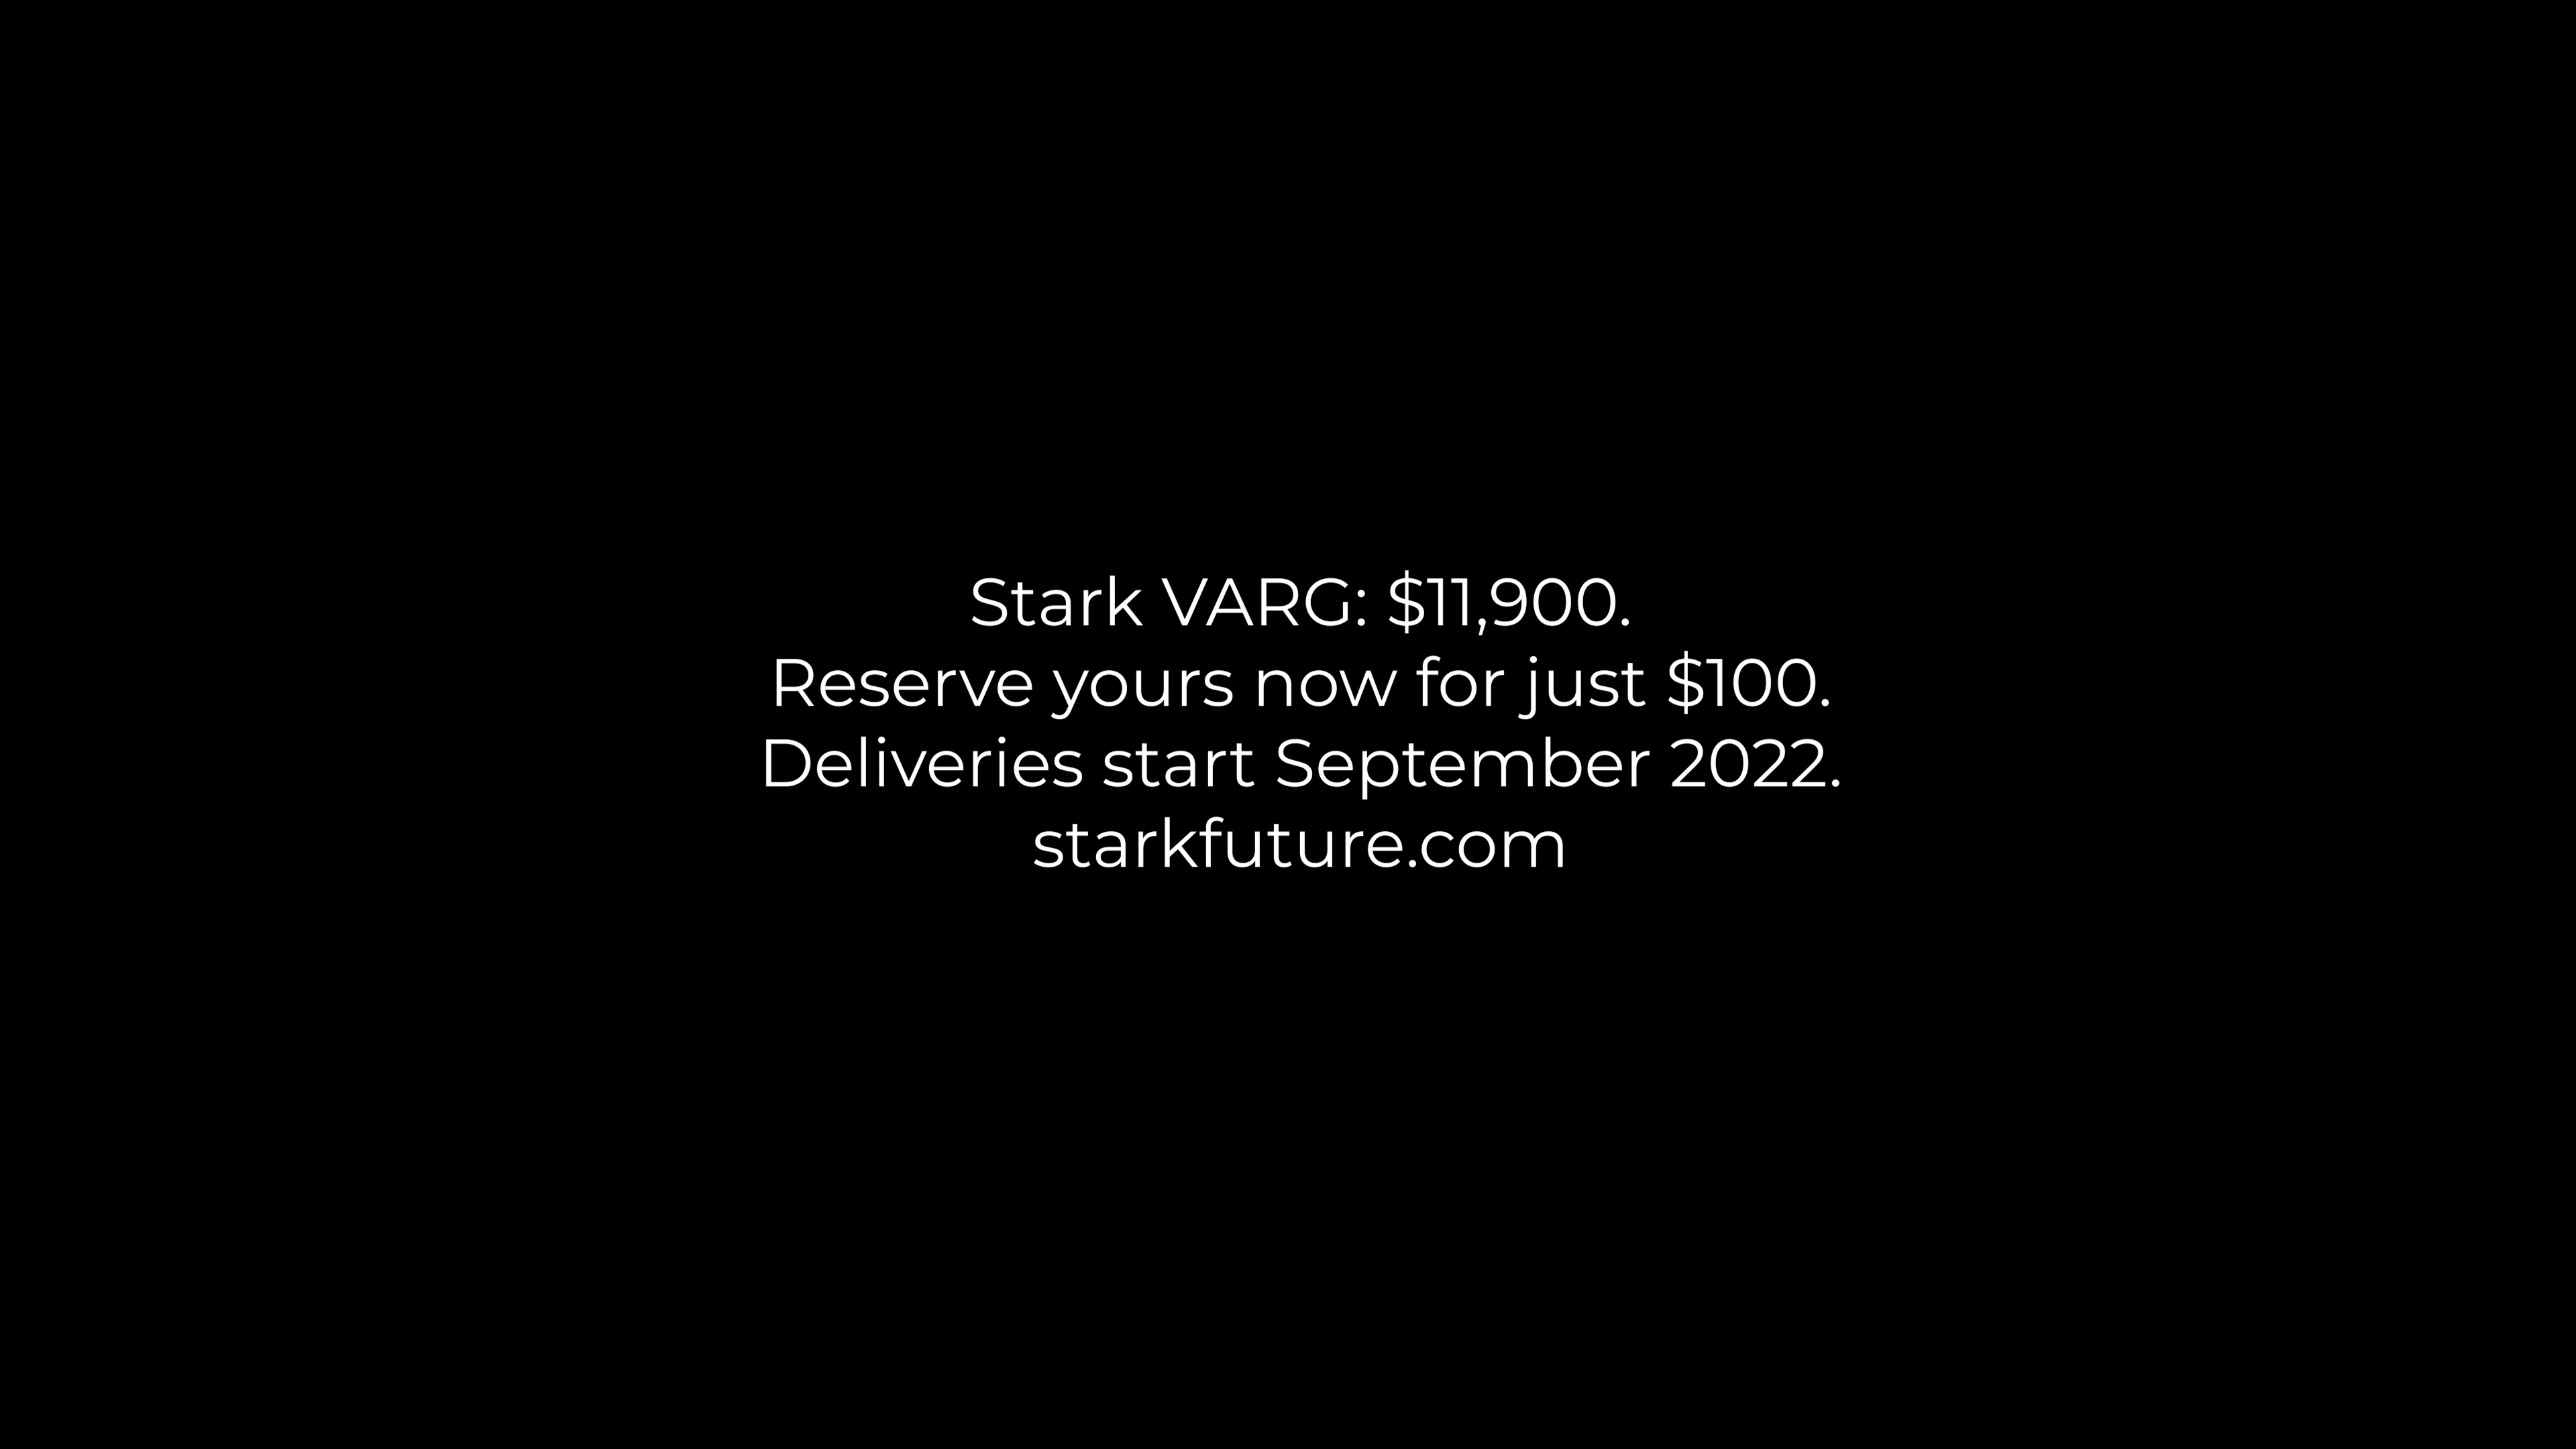 Stark VARG: $11,900.
Reserve yours now for just $100.
Deliveries start September 2022.
starkfuture.com